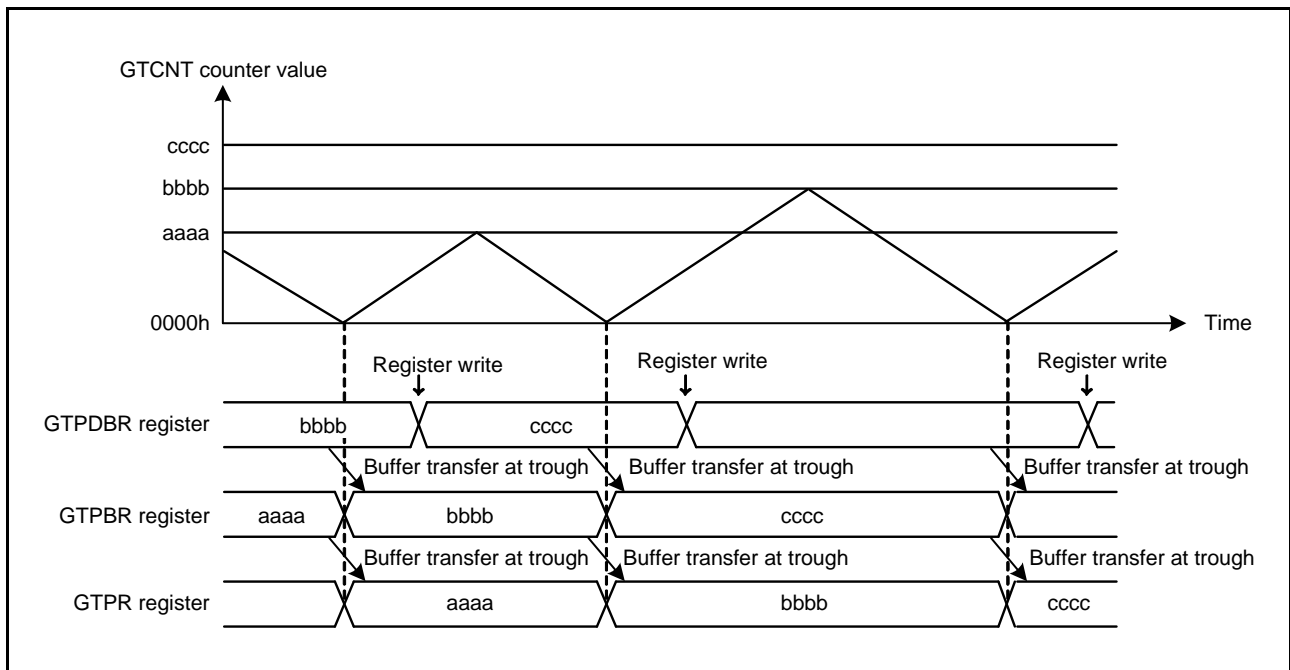 GTCNT counter value
cccc
bbbb
aaaa
0000h
Time
Register write
Register write
Register write
GTPDBR register
bbbb
cccc
Buffer transfer at trough
Buffer transfer at trough
Buffer transfer at trough
GTPBR register
aaaa
bbbb
cccc
Buffer transfer at trough
Buffer transfer at trough
Buffer transfer at trough
GTPR register
aaaa
bbbb
cccc